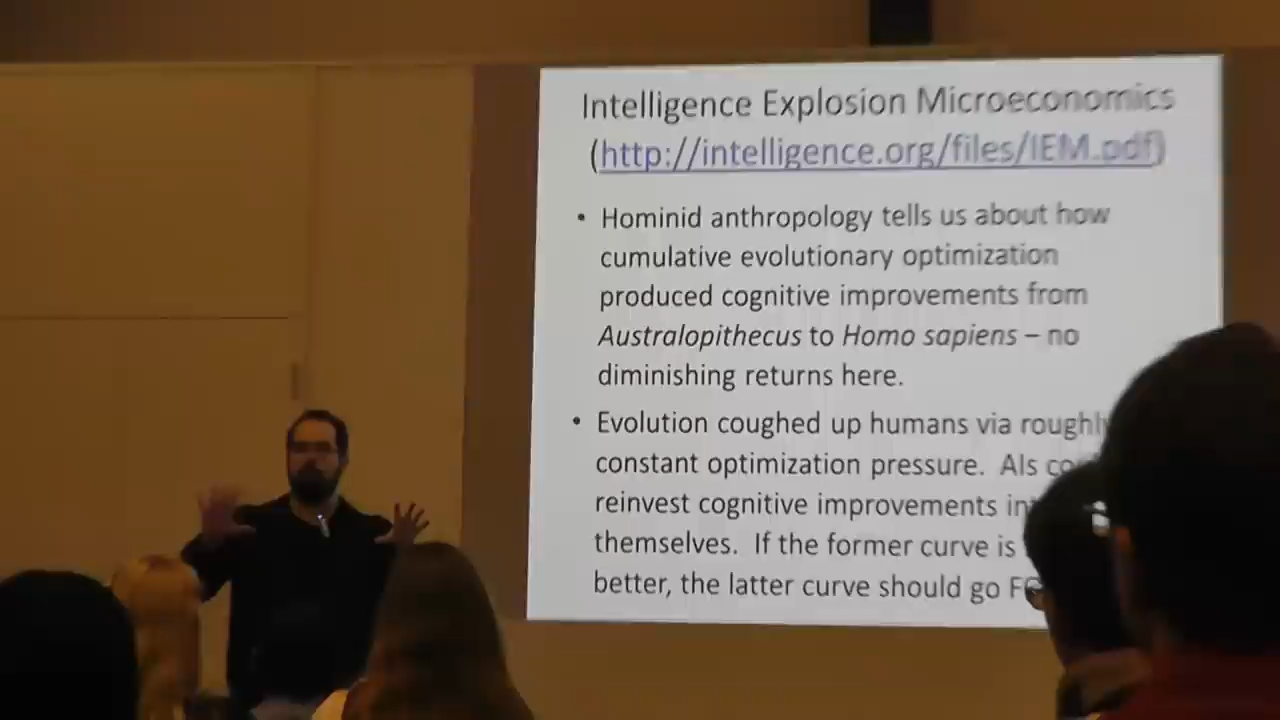 Intelligence Explosion Microeconomics
(http://intelligence.org/files/IEM.pdf)
• Hominid anthropology tells us about how
cumulative evolutionary optimization
produced cognitive improvements from
Australopithecus to Homo sapiens – no
diminishing returns here.
• Evolution coughed up humans via roughly
constant optimization pressure. AIs
reinvest cognitive improvements
themselves. If the former curve is
better, the latter curve should go